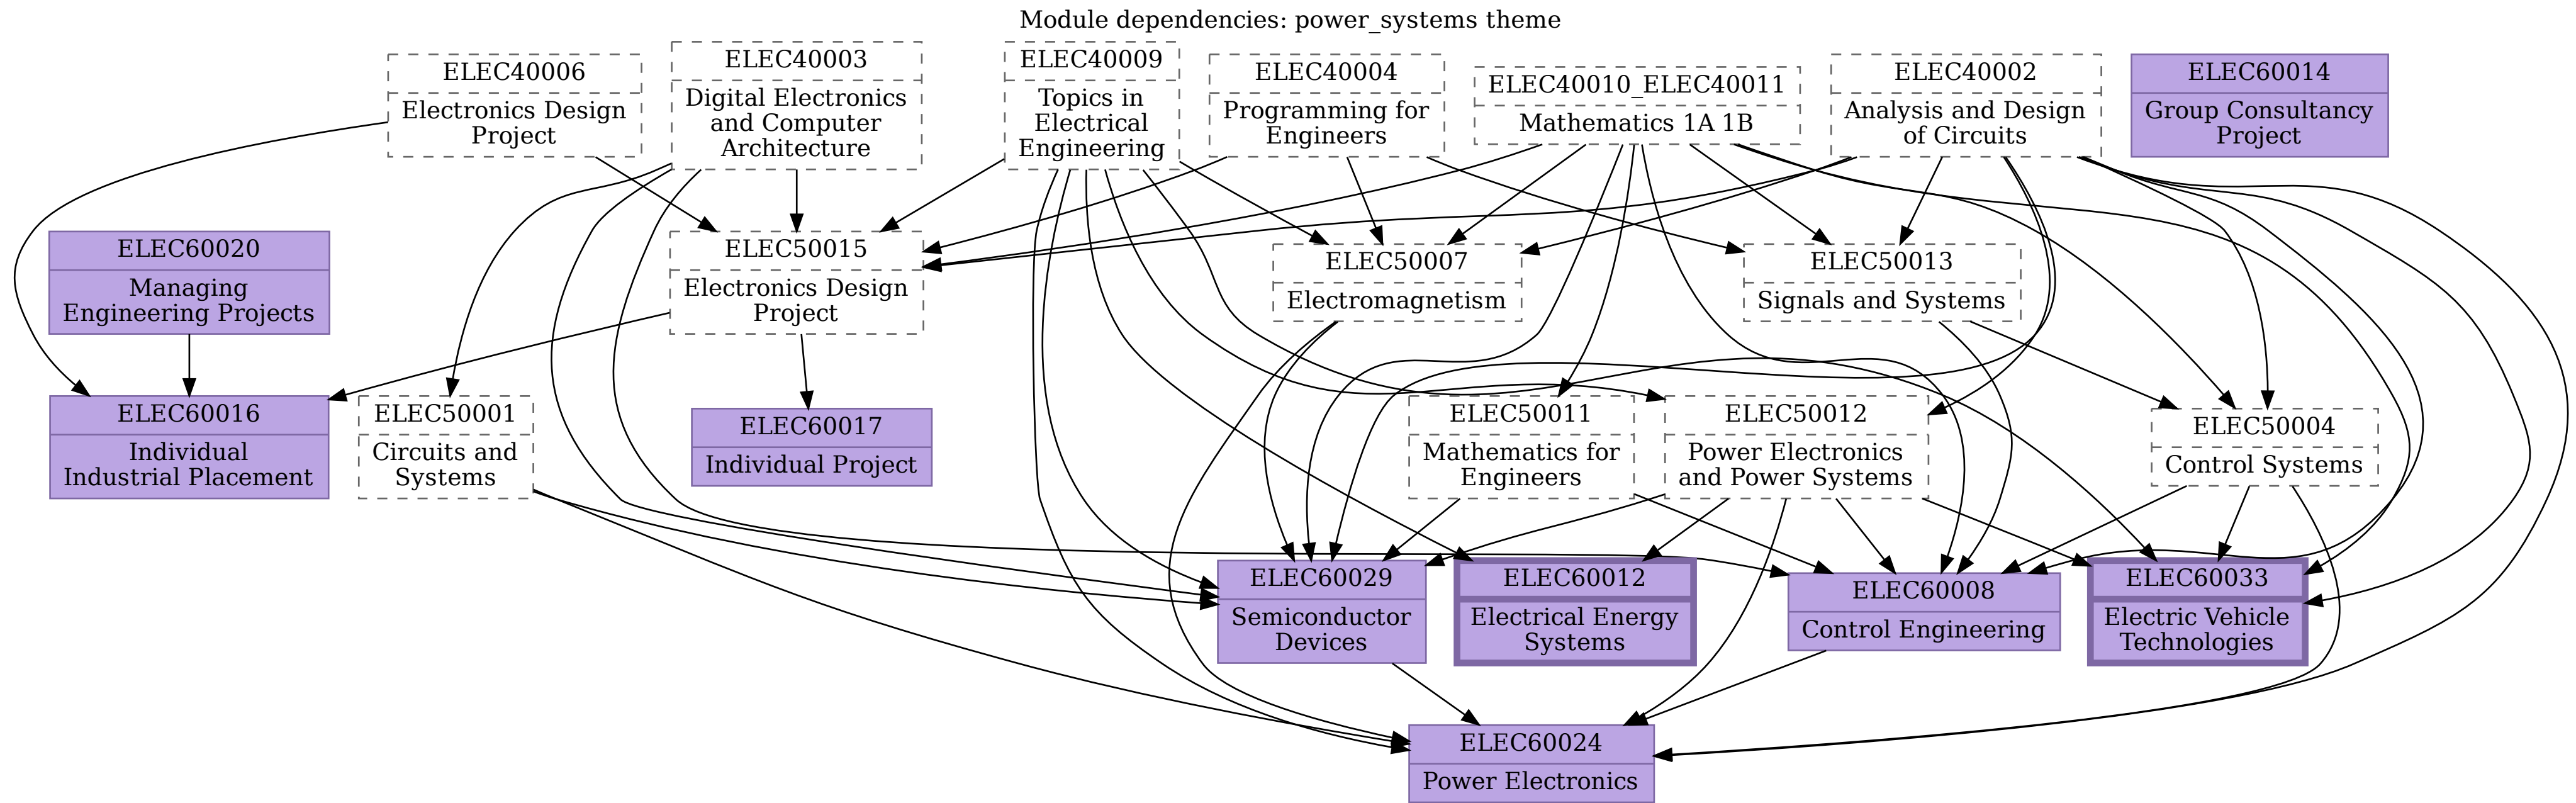 Module dependencies: power_systems theme
ELEC40006
Electronics Design
Project
ELEC40003
Digital Electronics
and Computer
Architecture
ELEC40009
Topics in
Electrical
Engineering
ELEC40004
Programming for
Engineers
ELEC40010_ELEC40011
Mathematics 1A 1B
ELEC40002
Analysis and Design
of Circuits
ELEC60014
Group Consultancy
Project
ELEC60020
Managing
Engineering Projects
ELEC50015
Electronics Design
Project
ELEC50007
Electromagnetism
ELEC50013
Signals and Systems
ELEC60016
Individual
Industrial Placement
ELEC50001
Circuits and
Systems
ELEC60017
Individual Project
ELEC50011
Mathematics for
Engineers
ELEC50012
Power Electronics
and Power Systems
ELEC50004
Control Systems
ELEC60029
Semiconductor
Devices
ELEC60012
Electrical Energy
Systems
ELEC60008
Control Engineering
ELEC60033
Electric Vehicle
Technologies
ELEC60024
Power Electronics